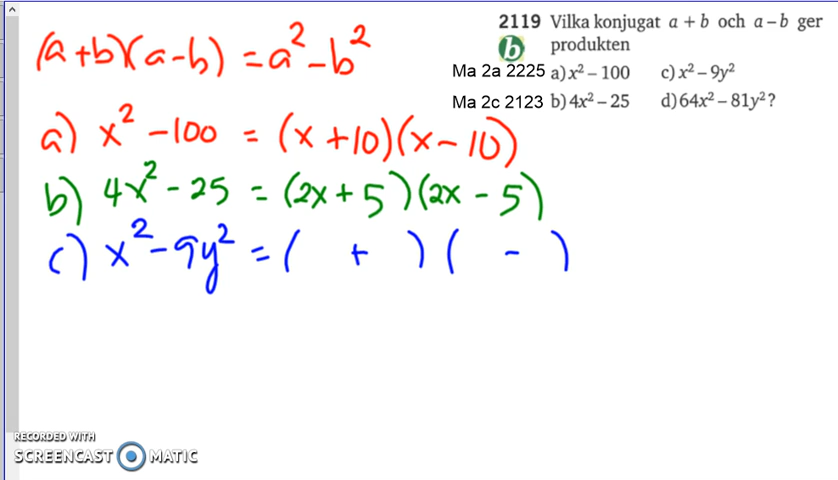 (a+b)(a-b) = a² - b²
2119 Vilka konjugat a + b och a – b ger
b produkten
Ma 2a 2225 a) x² – 100 c) x² – 9y²
Ma 2c 2123 b) 4x² – 25 d) 64x² – 81y²?
a) x² - 100 = (x + 10)(x - 10)
b) 4x² - 25 = (2x + 5)(2x - 5)
c) x² - 9y² = ( + )( - )
RECORDED WITH
SCREENCAST MATIC